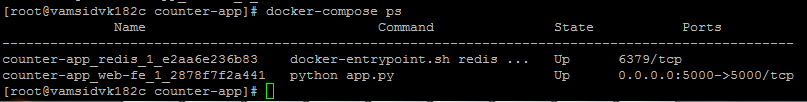 [root@vamsidvk182c counter-app]# docker-compose ps
Name Command State Ports
--------------------------------------------------------------------------------------------------
counter-app_redis_1_e2aa6e236b83 docker-entrypoint.sh redis ... Up 6379/tcp
counter-app_web-fe_1_2878f7f2a441 python app.py Up 0.0.0.0:5000->5000/tcp
[root@vamsidvk182c counter-app]#